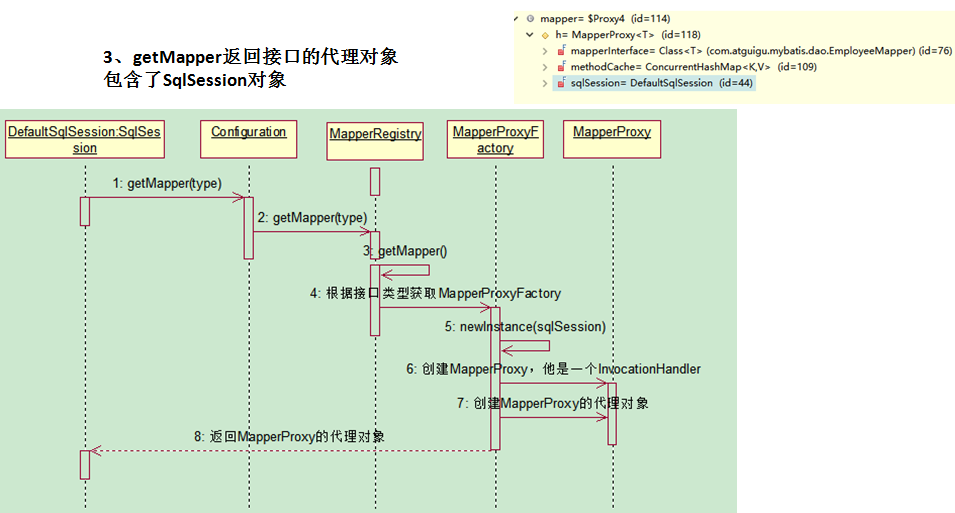 3、getMapper返回接口的代理对象
包含了SqlSession对象
mapper= $Proxy4 (id=114)
h= MapperProxy<T> (id=118)
mapperInterface= Class<T> (com.atguigu.mybatis.dao.EmployeeMapper) (id=76)
methodCache= ConcurrentHashMap<K,V> (id=109)
sqlSession= DefaultSqlSession (id=44)
DefaultSqlSession:SqlSes
sion
Configuration
MapperRegistry
MapperProxyF
actory
MapperProxy
1: getMapper(type)
2: getMapper(type)
3: getMapper()
4: 根据接口类型获取MapperProxyFactory
5: newInstance(sqlSession)
6: 创建MapperProxy，他是一个InvocationHandler
7: 创建MapperProxy的代理对象
8: 返回MapperProxy的代理对象